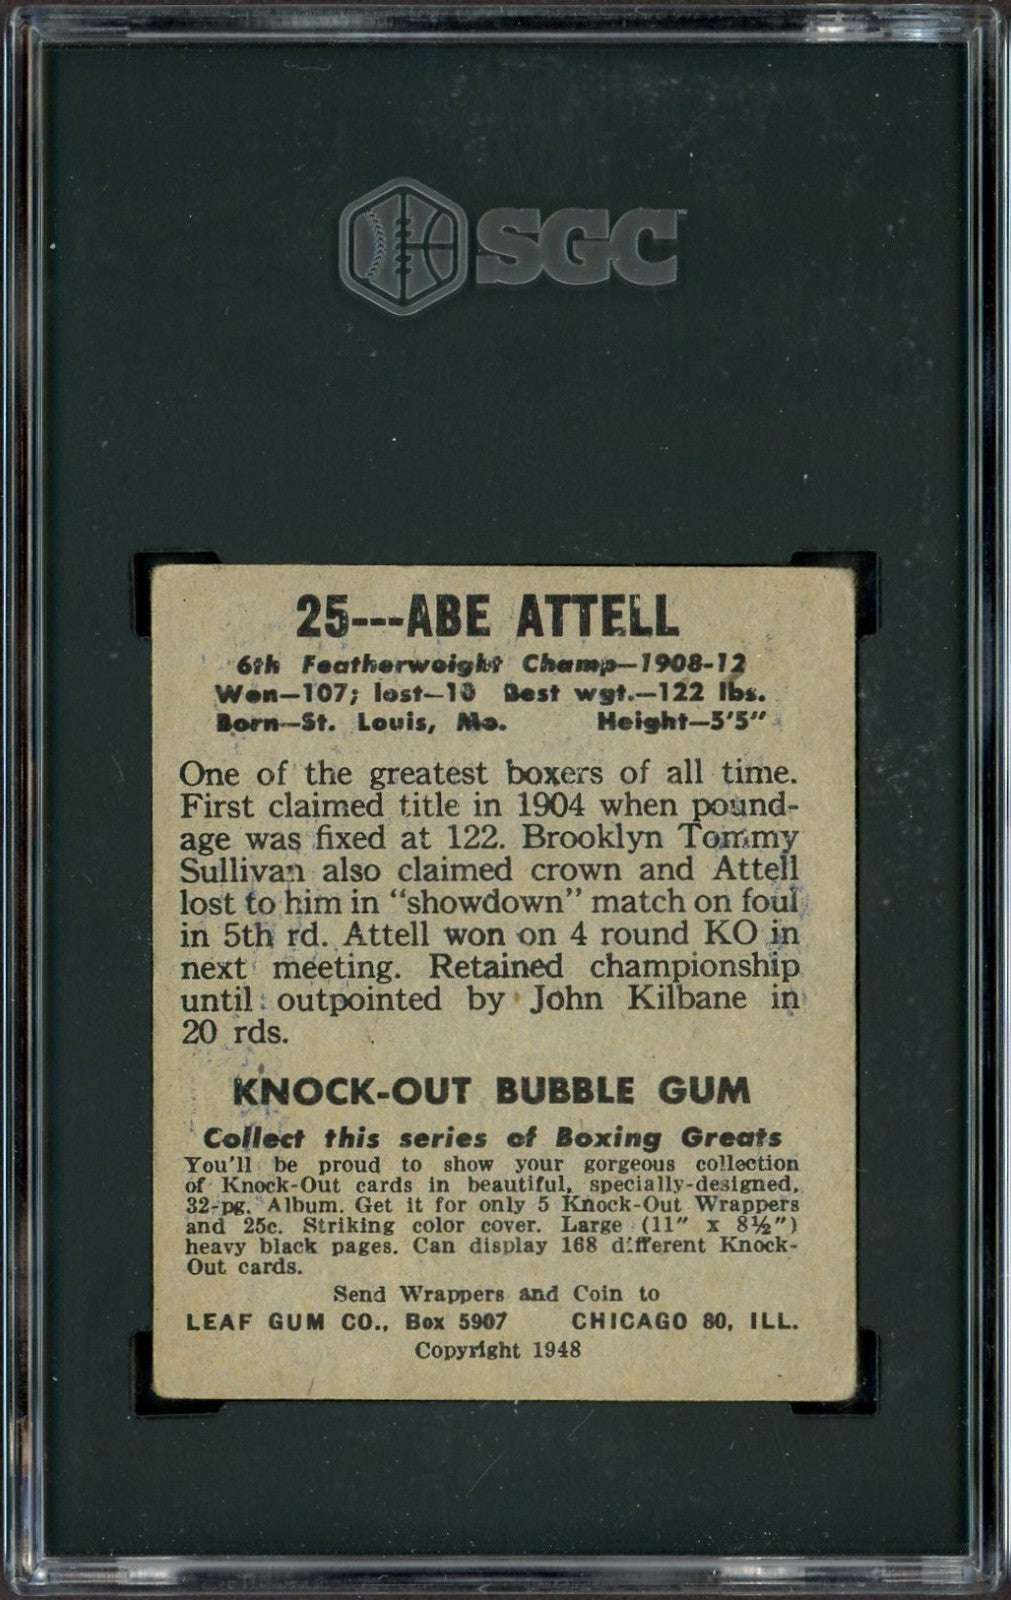 SGC™
25---ABE ATTELL
6th Featherweight Champ—1908-12
Won—107; lost—10 Best wgt.—122 lbs.
Born—St. Louis, Mo. Height—5'5"
One of the greatest boxers of all time.
First claimed title in 1904 when pound-
age was fixed at 122. Brooklyn Tommy
Sullivan also claimed crown and Attell
lost to him in "showdown" match on foul
in 5th rd. Attell won on 4 round KO in
next meeting. Retained championship
until outpointed by John Kilbane in
20 rds.
KNOCK-OUT BUBBLE GUM
Collect this series of Boxing Greats
You'll be proud to show your gorgeous collection
of Knock-Out cards in beautiful, specially-designed,
32-pg. Album. Get it for only 5 Knock-Out Wrappers
and 25c. Striking color cover. Large (11" x 8½")
heavy black pages. Can display 168 different Knock-
Out cards.
Send Wrappers and Coin to
LEAF GUM CO., Box 5907 CHICAGO 80, ILL.
Copyright 1948